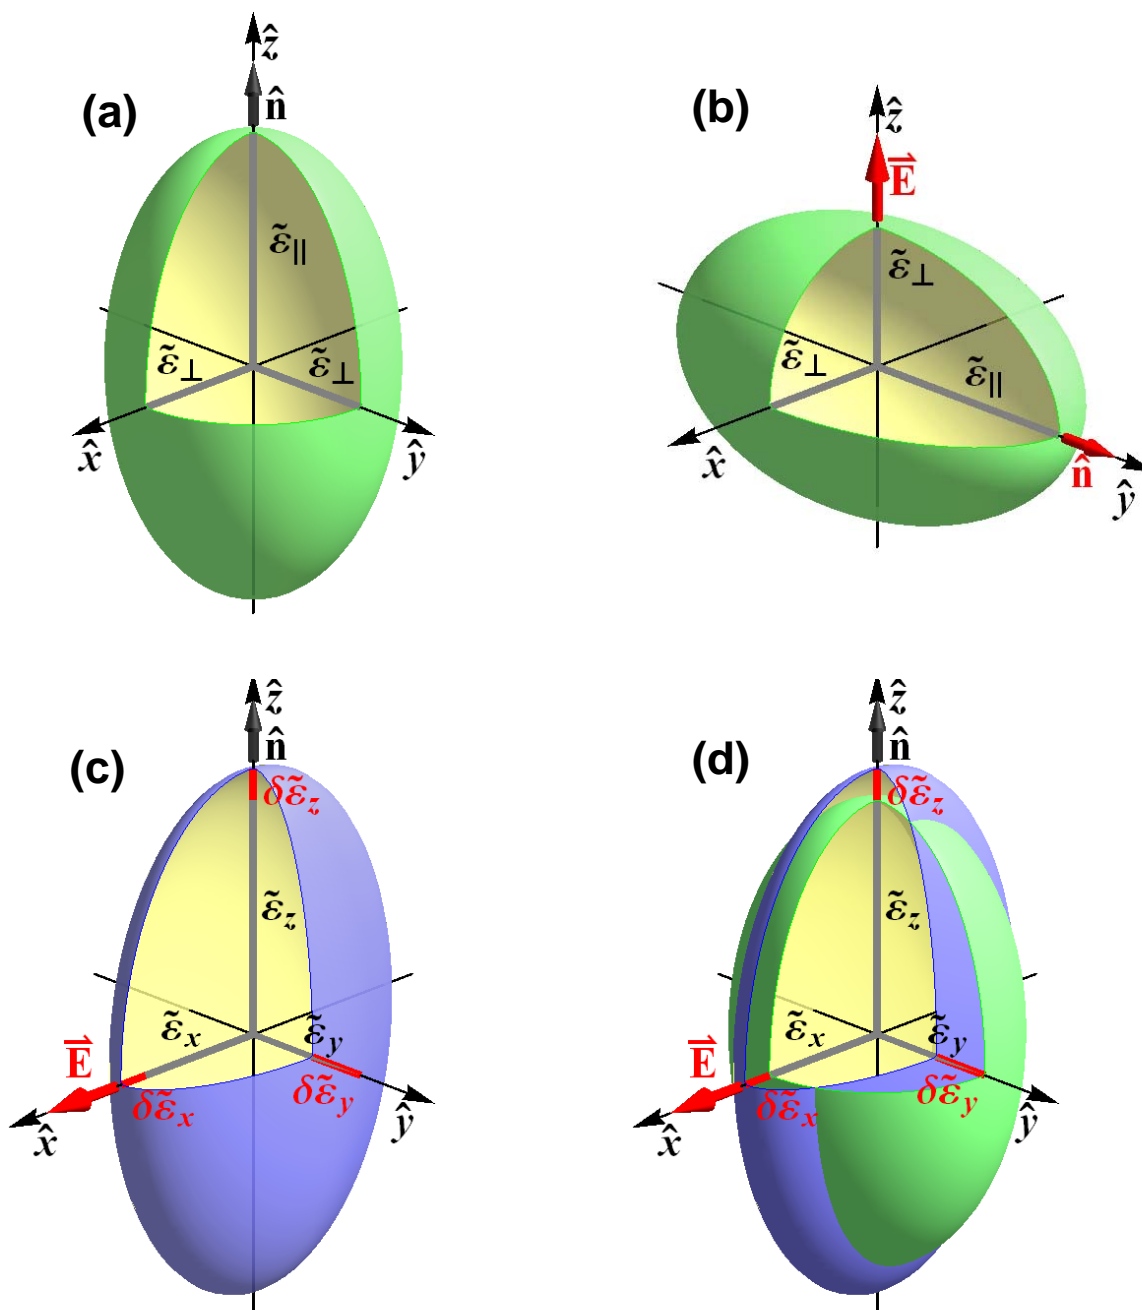 (a)
ẑ
n̂
ε̃∥
ε̃⊥
ε̃⊥
x̂
ŷ
(b)
ẑ
E⃗
ε̃⊥
ε̃⊥
ε̃∥
x̂
n̂
ŷ
(c)
ẑ
n̂
δε̃z
ε̃z
ε̃x
ε̃y
E⃗
δε̃x
δε̃y
x̂
ŷ
(d)
ẑ
n̂
δε̃z
ε̃z
ε̃x
ε̃y
E⃗
δε̃x
δε̃y
x̂
ŷ